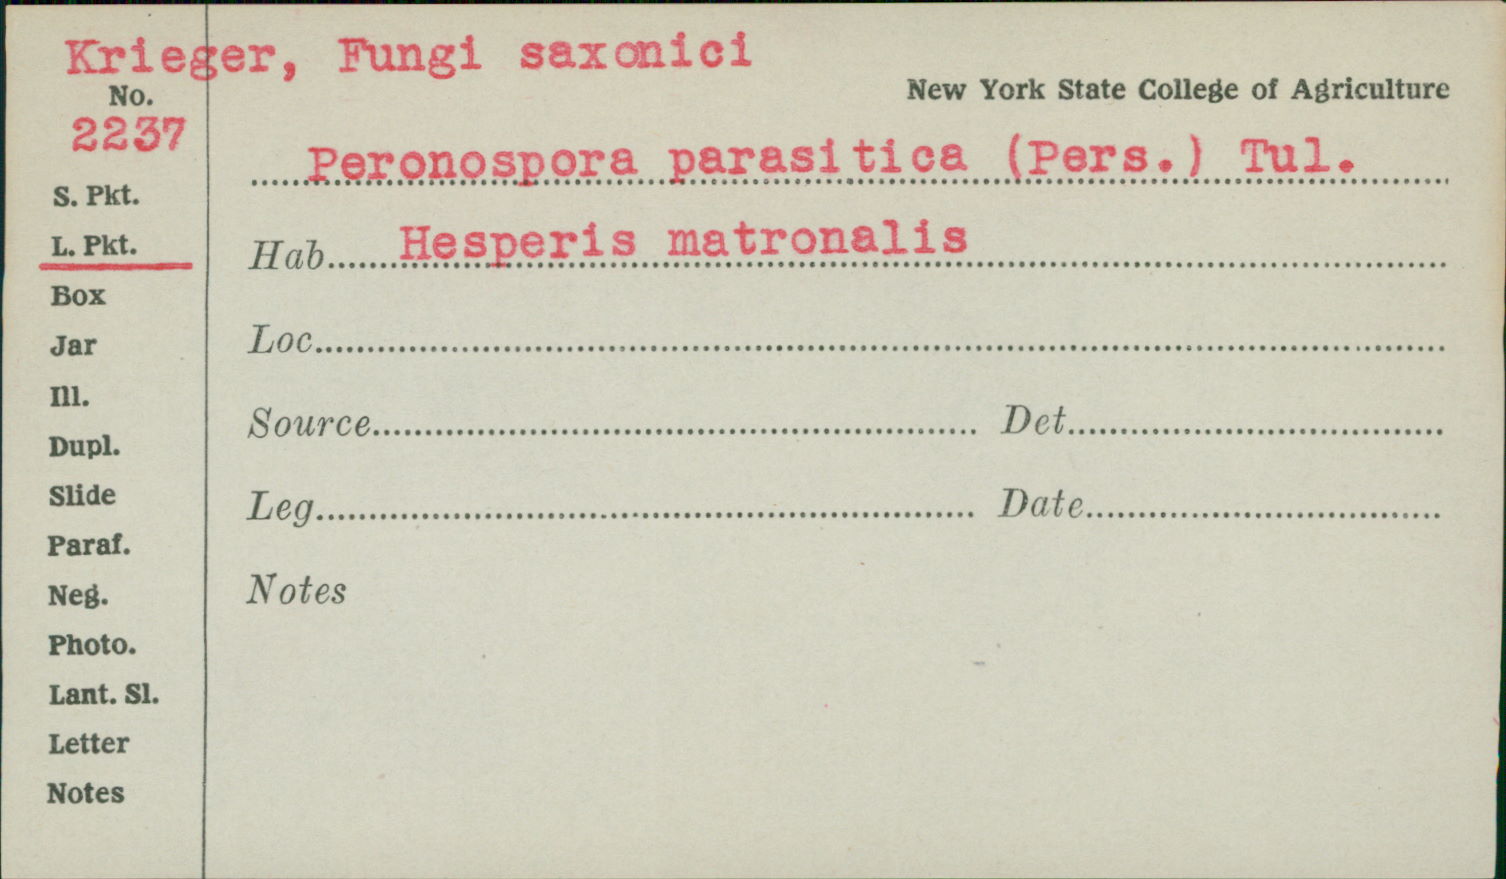 Krieger, Fungi saxonici
New York State College of Agriculture
No.
2237
Peronospora parasitica (Pers.) Tul.
S. Pkt.
L. Pkt.
Hab. Hesperis matronalis
Box
Jar
Loc.
Ill.
Source Det.
Dupl.
Slide
Leg. Date
Paraf.
Neg.
Notes
Photo.
Lant. Sl.
Letter
Notes